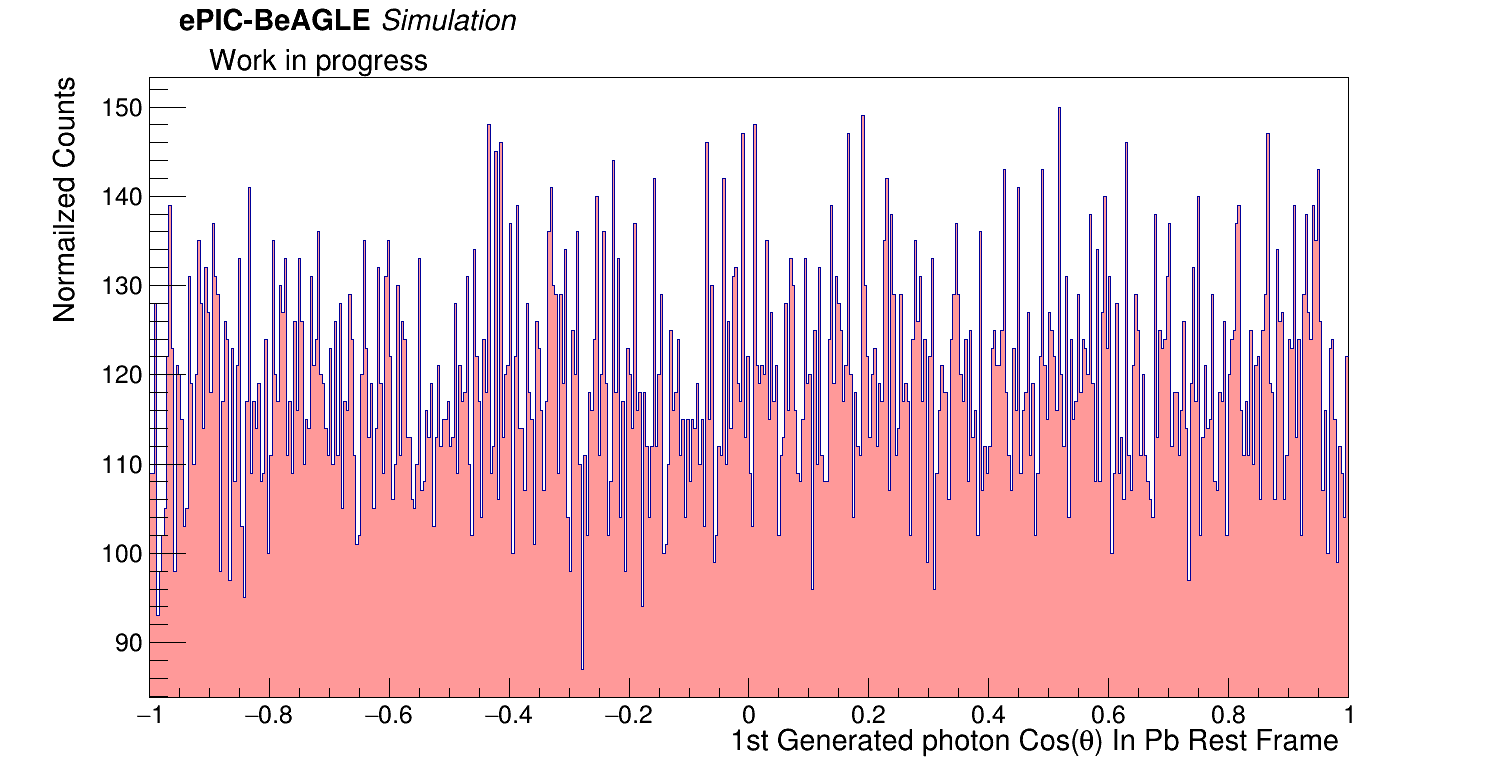 ePIC-BeAGLE Simulation
Work in progress
Normailzed Counts
150
140
130
120
110
100
90
−1 −0.8 −0.6 −0.4 −0.2 0 0.2 0.4 0.6 0.8 1
1st Generated photon Cos(θ) In Pb Rest Frame